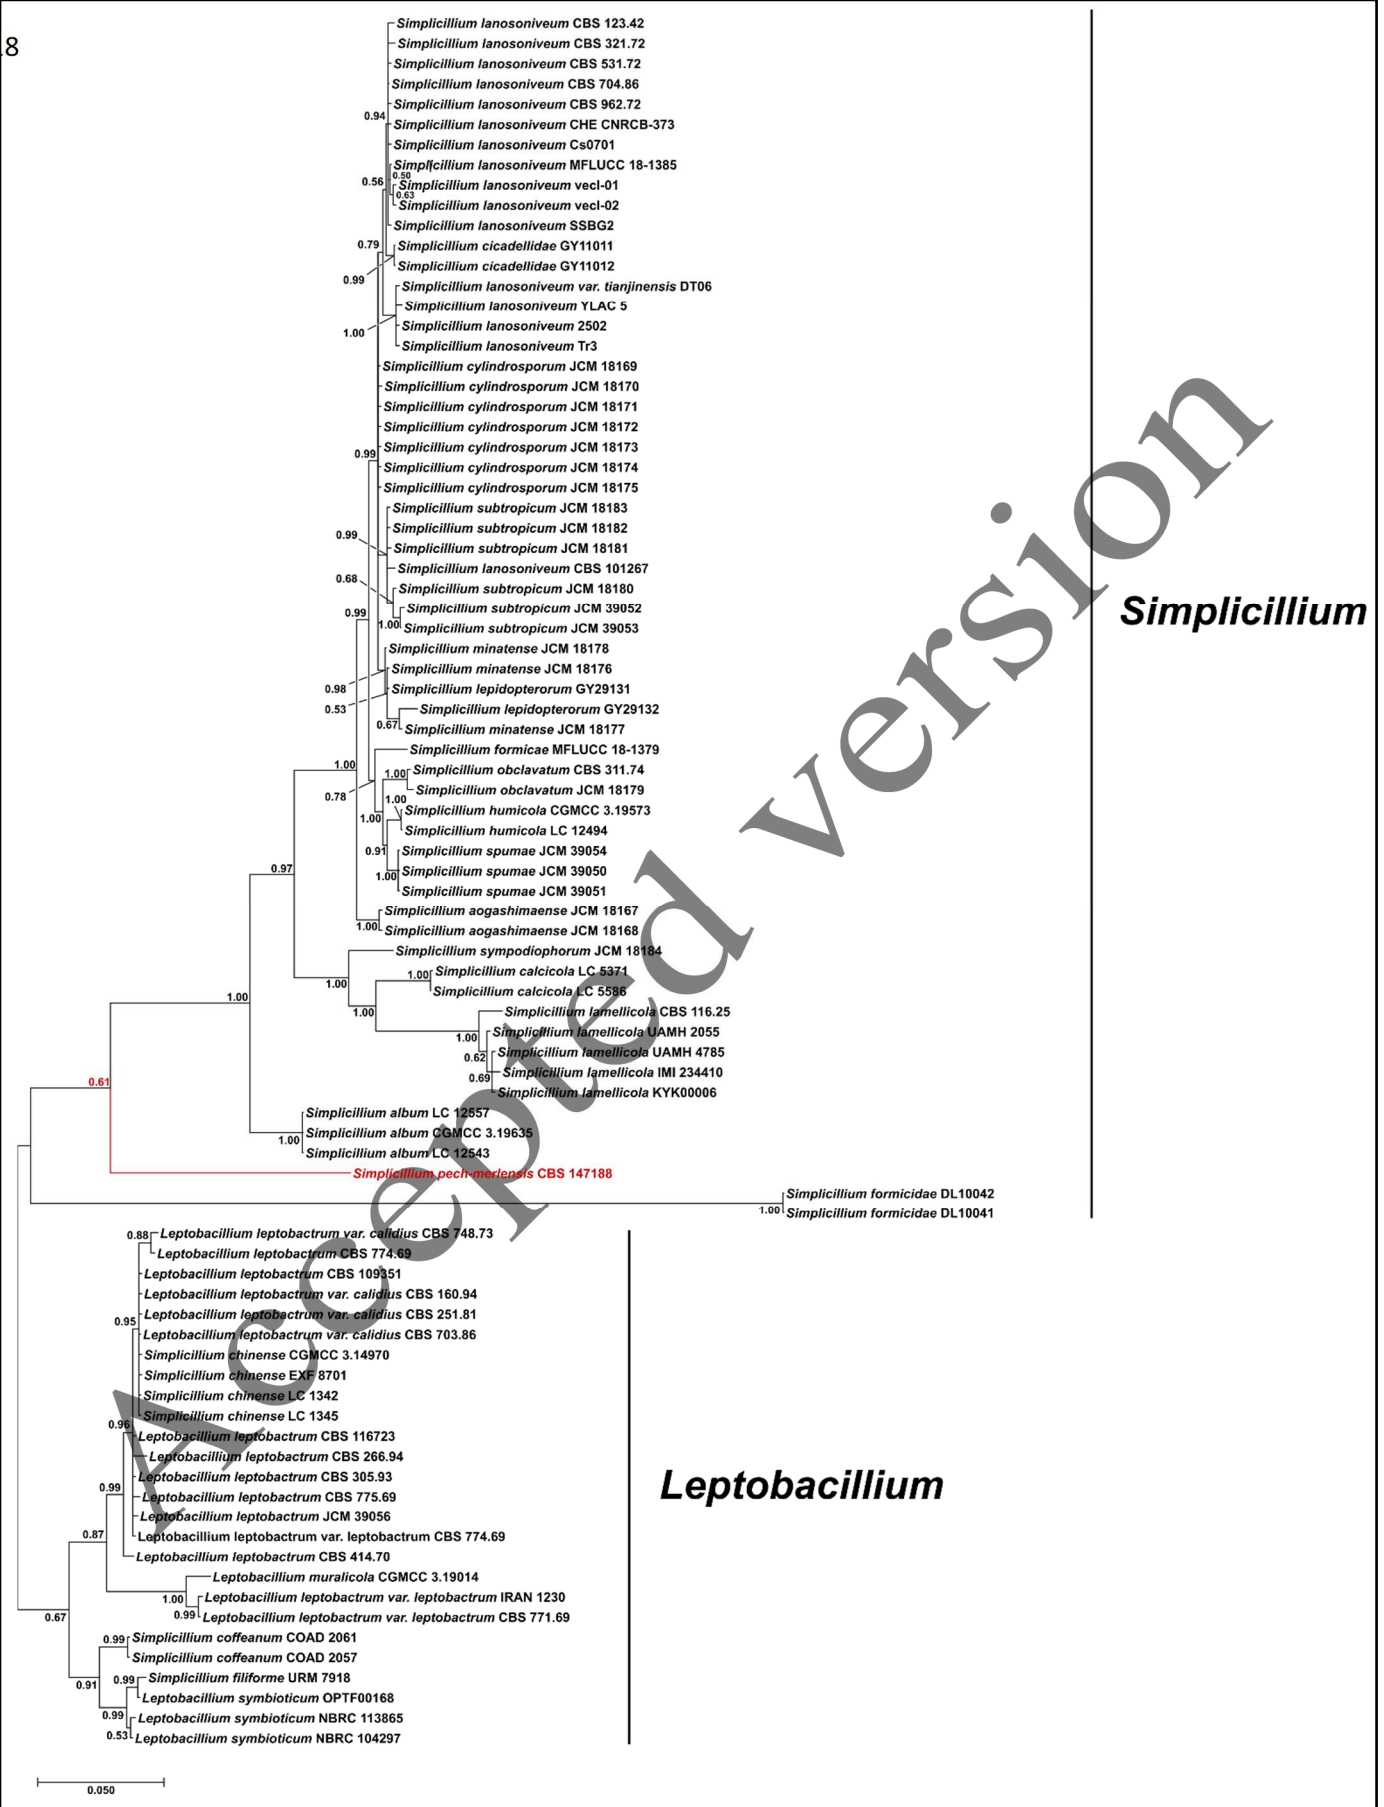 8
Simplicillium lanosoniveum CBS 123.42
Simplicillium lanosoniveum CBS 321.72
Simplicillium lanosoniveum CBS 531.72
Simplicillium lanosoniveum CBS 704.86
Simplicillium lanosoniveum CBS 962.72
0.94
Simplicillium lanosoniveum CHE CNRCB-373
Simplicillium lanosoniveum Cs0701
Simplicillium lanosoniveum MFLUCC 18-1385
0.50
0.56
Simplicillium lanosoniveum vecl-01
0.63
Simplicillium lanosoniveum vecl-02
Simplicillium lanosoniveum SSBG2
0.79
Simplicillium cicadellidae GY11011
Simplicillium cicadellidae GY11012
0.99
Simplicillium lanosoniveum var. tianjinensis DT06
Simplicillium lanosoniveum YLAC 5
Simplicillium lanosoniveum 2502
1.00
Simplicillium lanosoniveum Tr3
Simplicillium cylindrosporum JCM 18169
Simplicillium cylindrosporum JCM 18170
Simplicillium cylindrosporum JCM 18171
Simplicillium cylindrosporum JCM 18172
Simplicillium cylindrosporum JCM 18173
0.99
Simplicillium cylindrosporum JCM 18174
Simplicillium cylindrosporum JCM 18175
Simplicillium subtropicum JCM 18183
Simplicillium subtropicum JCM 18182
0.99
Simplicillium subtropicum JCM 18181
Simplicillium lanosoniveum CBS 101267
0.68
Simplicillium subtropicum JCM 18180
Simplicillium subtropicum JCM 39052
0.99
1.00
Simplicillium subtropicum JCM 39053
Simplicillium minatense JCM 18178
Simplicillium minatense JCM 18176
0.98
Simplicillium lepidopterorum GY29131
0.53
Simplicillium lepidopterorum GY29132
0.67
Simplicillium minatense JCM 18177
Simplicillium formicae MFLUCC 18-1379
1.00
1.00
Simplicillium obclavatum CBS 311.74
Simplicillium obclavatum JCM 18179
0.78
1.00
Simplicillium humicola CGMCC 3.19573
1.00
Simplicillium humicola LC 12494
0.91
Simplicillium spumae JCM 39054
0.97
Simplicillium spumae JCM 39050
1.00
Simplicillium spumae JCM 39051
Simplicillium aogashimaense JCM 18167
1.00
Simplicillium aogashimaense JCM 18168
Simplicillium sympodiophorum JCM 18184
1.00
Simplicillium calcicola LC 5371
1.00
Simplicillium calcicola LC 5586
1.00
1.00
Simplicillium lamellicola CBS 116.25
Simplicillium lamellicola UAMH 2055
1.00
Simplicillium lamellicola UAMH 4785
0.62
Simplicillium lamellicola IMI 234410
0.69
0.61
Simplicillium lamellicola KYK00006
Simplicillium album LC 12557
Simplicillium album CGMCC 3.19635
1.00
Simplicillium album LC 12543
Simplicillium pech-merlensis CBS 147188
Simplicillium formicidae DL10042
1.00
Simplicillium formicidae DL10041
Simplicillium
Leptobacillium leptobactrum var. calidius CBS 748.73
0.88
Leptobacillium leptobactrum CBS 774.69
Leptobacillium leptobactrum CBS 109351
Leptobacillium leptobactrum var. calidius CBS 160.94
Leptobacillium leptobactrum var. calidius CBS 251.81
0.95
Leptobacillium leptobactrum var. calidius CBS 703.86
Simplicillium chinense CGMCC 3.14970
Simplicillium chinense EXF 8701
Simplicillium chinense LC 1342
Simplicillium chinense LC 1345
0.96
Leptobacillium leptobactrum CBS 116723
Leptobacillium leptobactrum CBS 266.94
Leptobacillium leptobactrum CBS 305.93
0.99
Leptobacillium leptobactrum CBS 775.69
Leptobacillium leptobactrum JCM 39056
0.87
Leptobacillium leptobactrum var. leptobactrum CBS 774.69
Leptobacillium leptobactrum CBS 414.70
Leptobacillium muralicola CGMCC 3.19014
1.00
Leptobacillium leptobactrum var. leptobactrum IRAN 1230
0.99
Leptobacillium leptobactrum var. leptobactrum CBS 771.69
0.67
0.99
Simplicillium coffeanum COAD 2061
Simplicillium coffeanum COAD 2057
0.91
0.99
Simplicillium filiforme URM 7918
Leptobacillium symbioticum OPTF00168
0.99
Leptobacillium symbioticum NBRC 113865
0.53
Leptobacillium symbioticum NBRC 104297
Leptobacillium
0.050
Accepted version